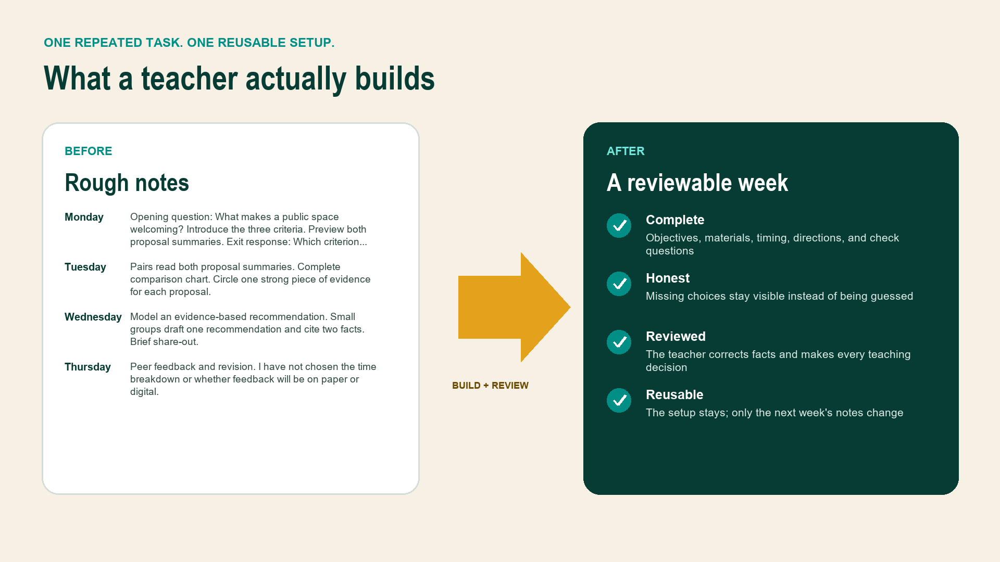 ONE REPEATED TASK. ONE REUSABLE SETUP.
What a teacher actually builds
BEFORE
Rough notes
Monday
Opening question: What makes a public space
welcoming? Introduce the three criteria. Preview both
proposal summaries. Exit response: Which criterion...
Tuesday
Pairs read both proposal summaries. Complete
comparison chart. Circle one strong piece of evidence
for each proposal.
Wednesday
Model an evidence-based recommendation. Small
groups draft one recommendation and cite two facts.
Brief share-out.
Thursday
Peer feedback and revision. I have not chosen the time
breakdown or whether feedback will be on paper or
digital.
BUILD + REVIEW
AFTER
A reviewable week
Complete
Objectives, materials, timing, directions, and check
questions
Honest
Missing choices stay visible instead of being guessed
Reviewed
The teacher corrects facts and makes every teaching
decision
Reusable
The setup stays; only the next week's notes change